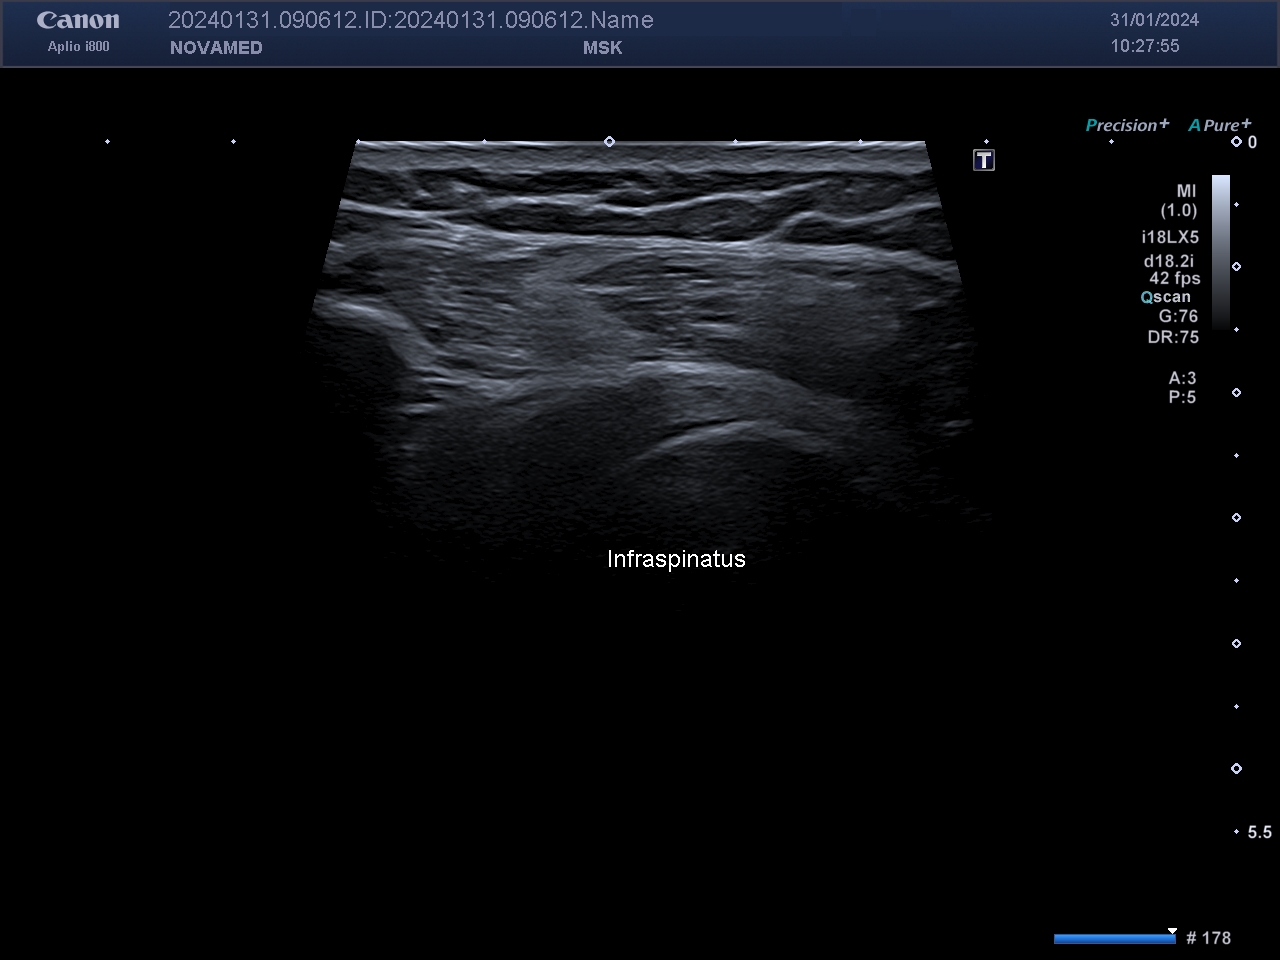 Canon
Aplio i800
20240131.090612.ID:20240131.090612.Name
NOVAMED
MSK
31/01/2024
10:27:55
Precision+ A Pure+
0
T
MI
(1.0)
i18LX5
d18.2i
42 fps
Qscan
G:76
DR:75
A:3
P:5
Infraspinatus
5.5
# 178